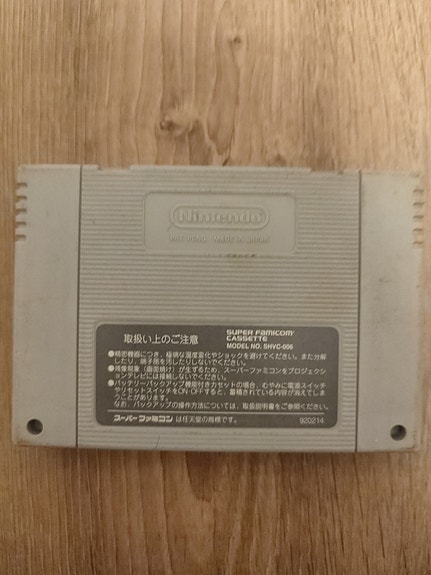 Nintendo
PAT. PEND. MADE IN JAPAN
取扱い上のご注意
SUPER FAMICOM
CASSETTE
MODEL NO. SHVC-006
●精密機器につき、極端な温度変化やショックを避けてください。また分解
したり、端子部を汚したりしないでください。
●残像現象(画面焼け)が生ずるため、スーパーファミコンをプロジェクシ
ョンテレビには接続しないでください。
●バッテリーバックアップ機能付き力セットの場合、むやみに電源スイッチ
やリセットスイッチをON・OFFすると、蓄積されている内容が消えてしま
うことがあります。
なお、バックアップの操作方法については、取扱説明書をご参照ください。
スーパーファミコンは任天堂の商標です。
920214